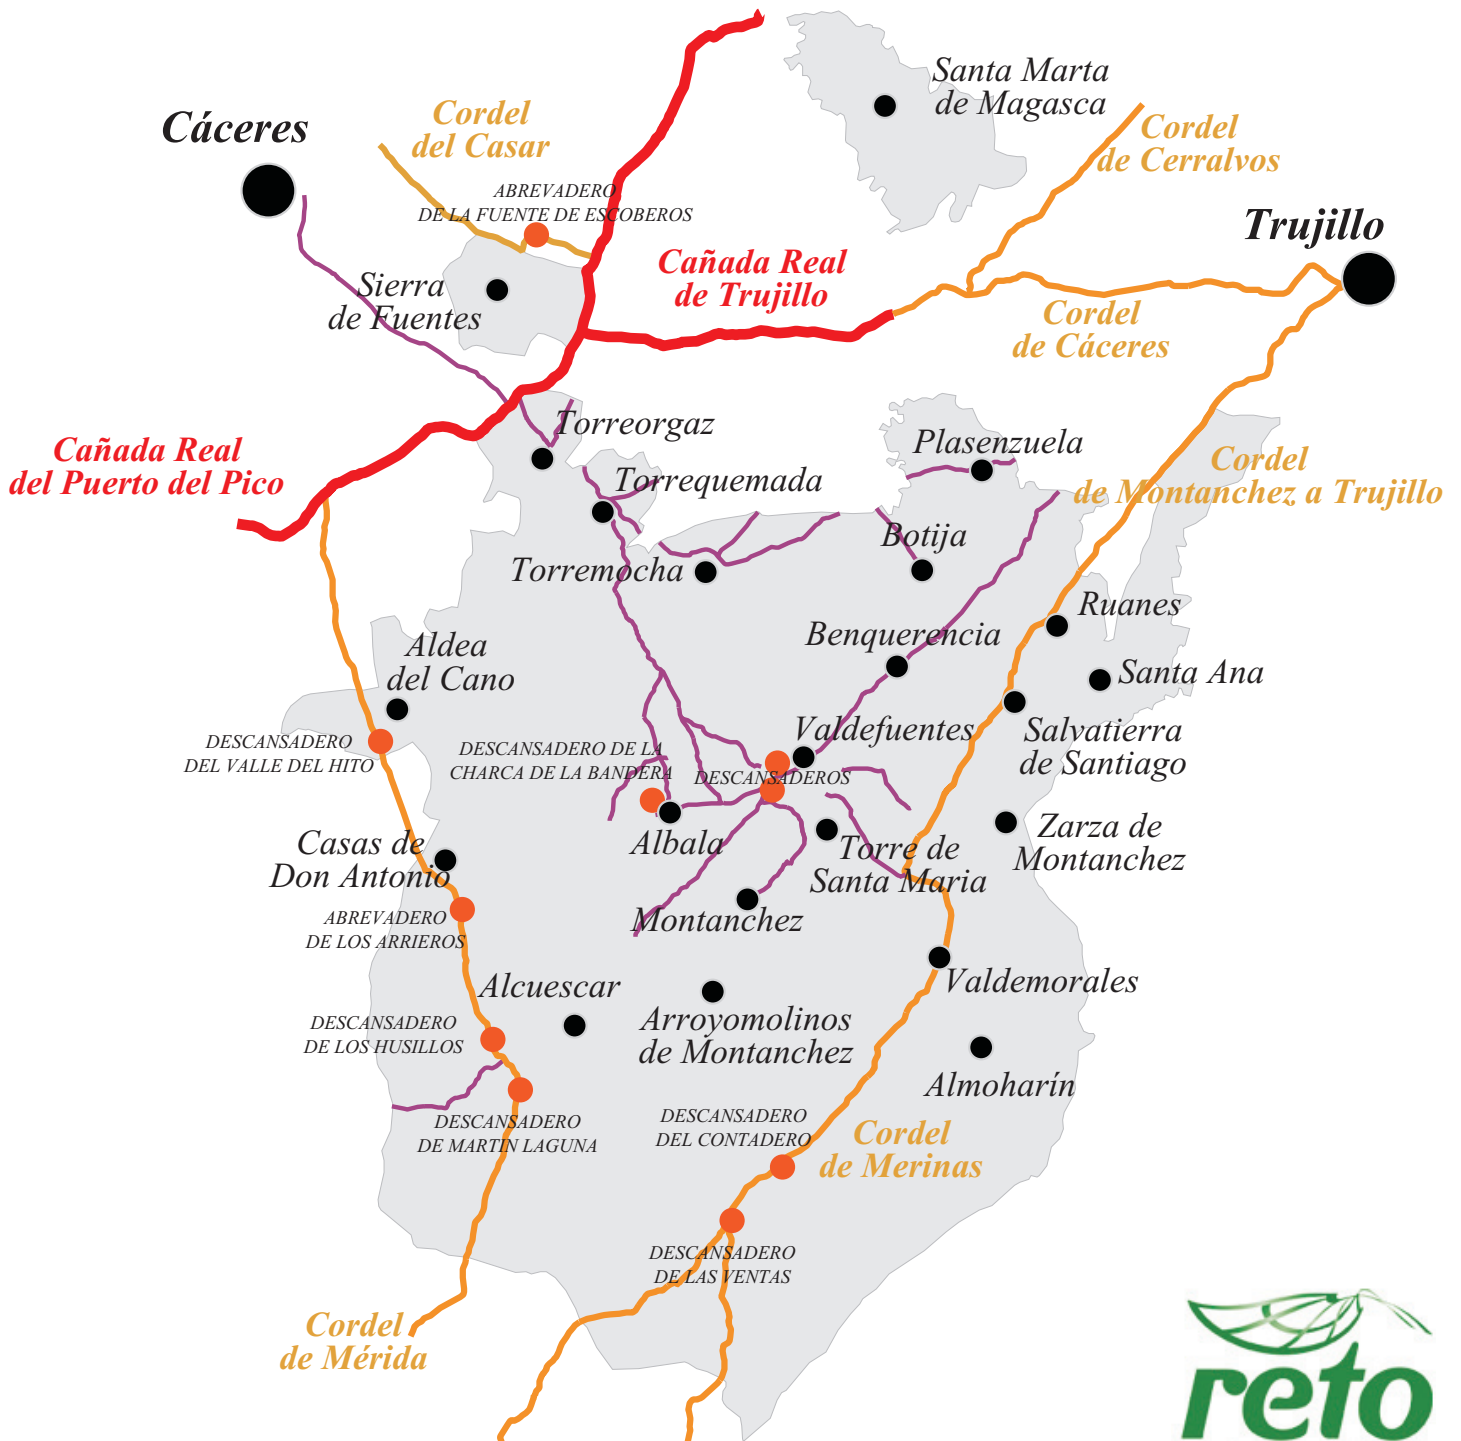 Santa Marta
de Magasca
Cordel
del Casar
Cáceres
Cordel
de Cerralvos
ABREVADERO
DE LA FUENTE DE ESCOBEROS
Trujillo
Cañada Real
de Trujillo
Sierra
de Fuentes
Cordel
de Cáceres
Torreorgaz
Plasenzuela
Cañada Real
del Puerto del Pico
Cordel
de Montanchez a Trujillo
Torrequemada
Botija
Torremocha
Ruanes
Benquerencia
Aldea
del Cano
Santa Ana
Valdefuentes
Salvatierra
de Santiago
DESCANSADERO
DEL VALLE DEL HITO
DESCANSADERO DE LA
CHARCA DE LA BANDERA
DESCANSADEROS
Casas de
Don Antonio
Albala
Torre de
Santa Maria
Zarza de
Montanchez
ABREVADERO
DE LOS ARRIEROS
Montanchez
Alcuescar
Valdemorales
DESCANSADERO
DE LOS HUSILLOS
Arroyomolinos
de Montanchez
Almoharín
DESCANSADERO
DE MARTIN LAGUNA
DESCANSADERO
DEL CONTADERO
Cordel
de Merinas
DESCANSADERO
DE LAS VENTAS
Cordel
de Mérida
reto